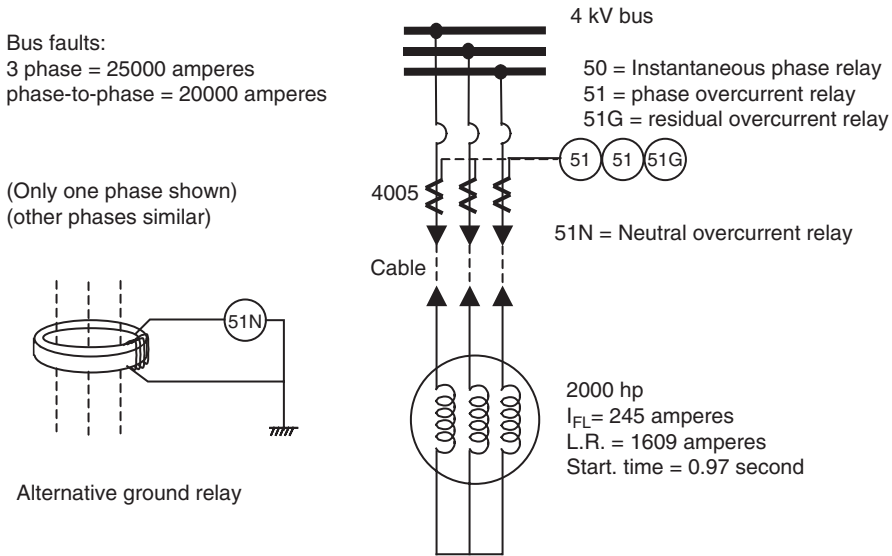 4 kV bus
Bus faults:
3 phase = 25000 amperes
phase-to-phase = 20000 amperes
50 = Instantaneous phase relay
51 = phase overcurrent relay
51G = residual overcurrent relay
51 51 51G
(Only one phase shown)
(other phases similar)
4005
51N = Neutral overcurrent relay
Cable
51N
2000 hp
I_FL= 245 amperes
L.R. = 1609 amperes
Start. time = 0.97 second
Alternative ground relay